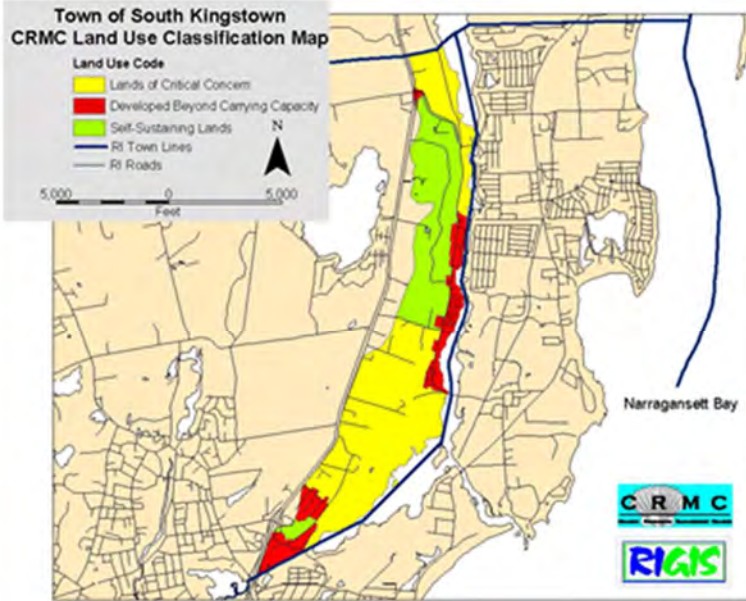 Town of South Kingstown
CRMC Land Use Classification Map
Land Use Code
Lands of Critical Concern
Developed Beyond Carrying Capacity
Self-Sustaining Lands
RI Town Lines
RI Roads
N
5,000 0 5,000
Feet
Narragansett Bay
CRMC
RIGIS